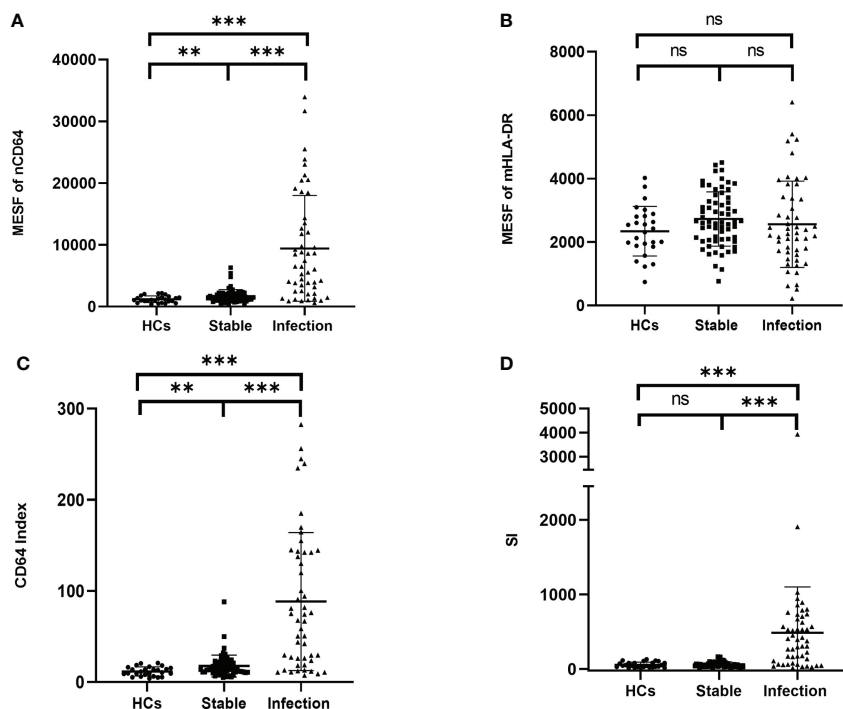 A
***
**
***
40000
30000
20000
10000
0
MESF of nCD64
HCs
Stable
Infection
B
ns
ns
ns
8000
6000
4000
2000
0
MESF of mHLA-DR
HCs
Stable
Infection
C
***
**
***
300
200
100
0
CD64 Index
HCs
Stable
Infection
D
***
ns
***
5000
4000
3000
2000
1000
0
SI
HCs
Stable
Infection